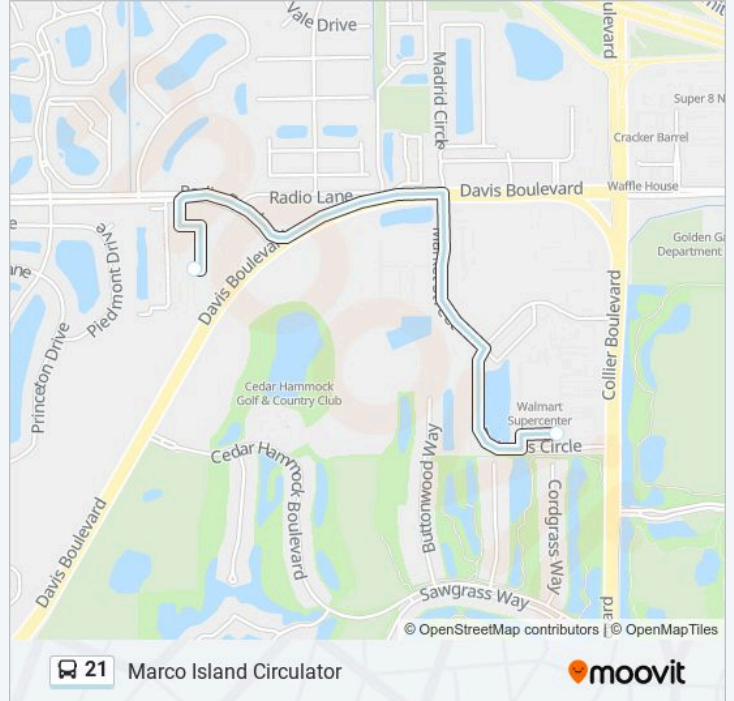 Vale Drive
Madrid Circle
Super 8 N
Cracker Barrel
Radio Lane
Davis Boulevard
Waffle House
Piedmont Drive
Davis Boulevard
Golden Ga
Department
Princeton Drive
Collier Boulevard
Cedar Hammock
Golf & Country Club
Walmart
Supercenter
s Circle
Cedar Hammock Boulevard
Buttonwood Way
Cordgrass Way
Davis Boulevard
Sawgrass Way
© OpenStreetMap contributors | © OpenMapTiles
21 Marco Island Circulator
moovit